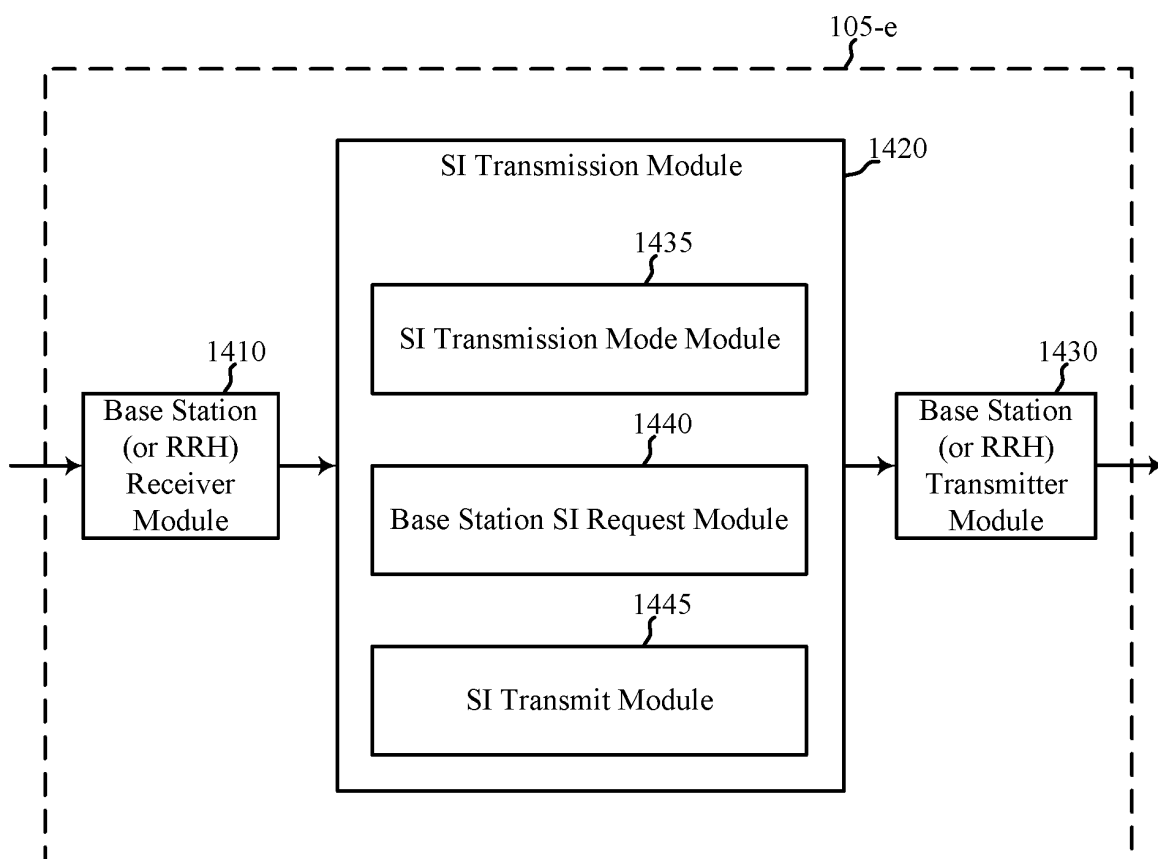 105-e
1420
SI Transmission Module
1435
SI Transmission Mode Module
1410
Base Station
(or RRH)
Receiver
Module
1430
Base Station
(or RRH)
Transmitter
Module
1440
Base Station SI Request Module
1445
SI Transmit Module